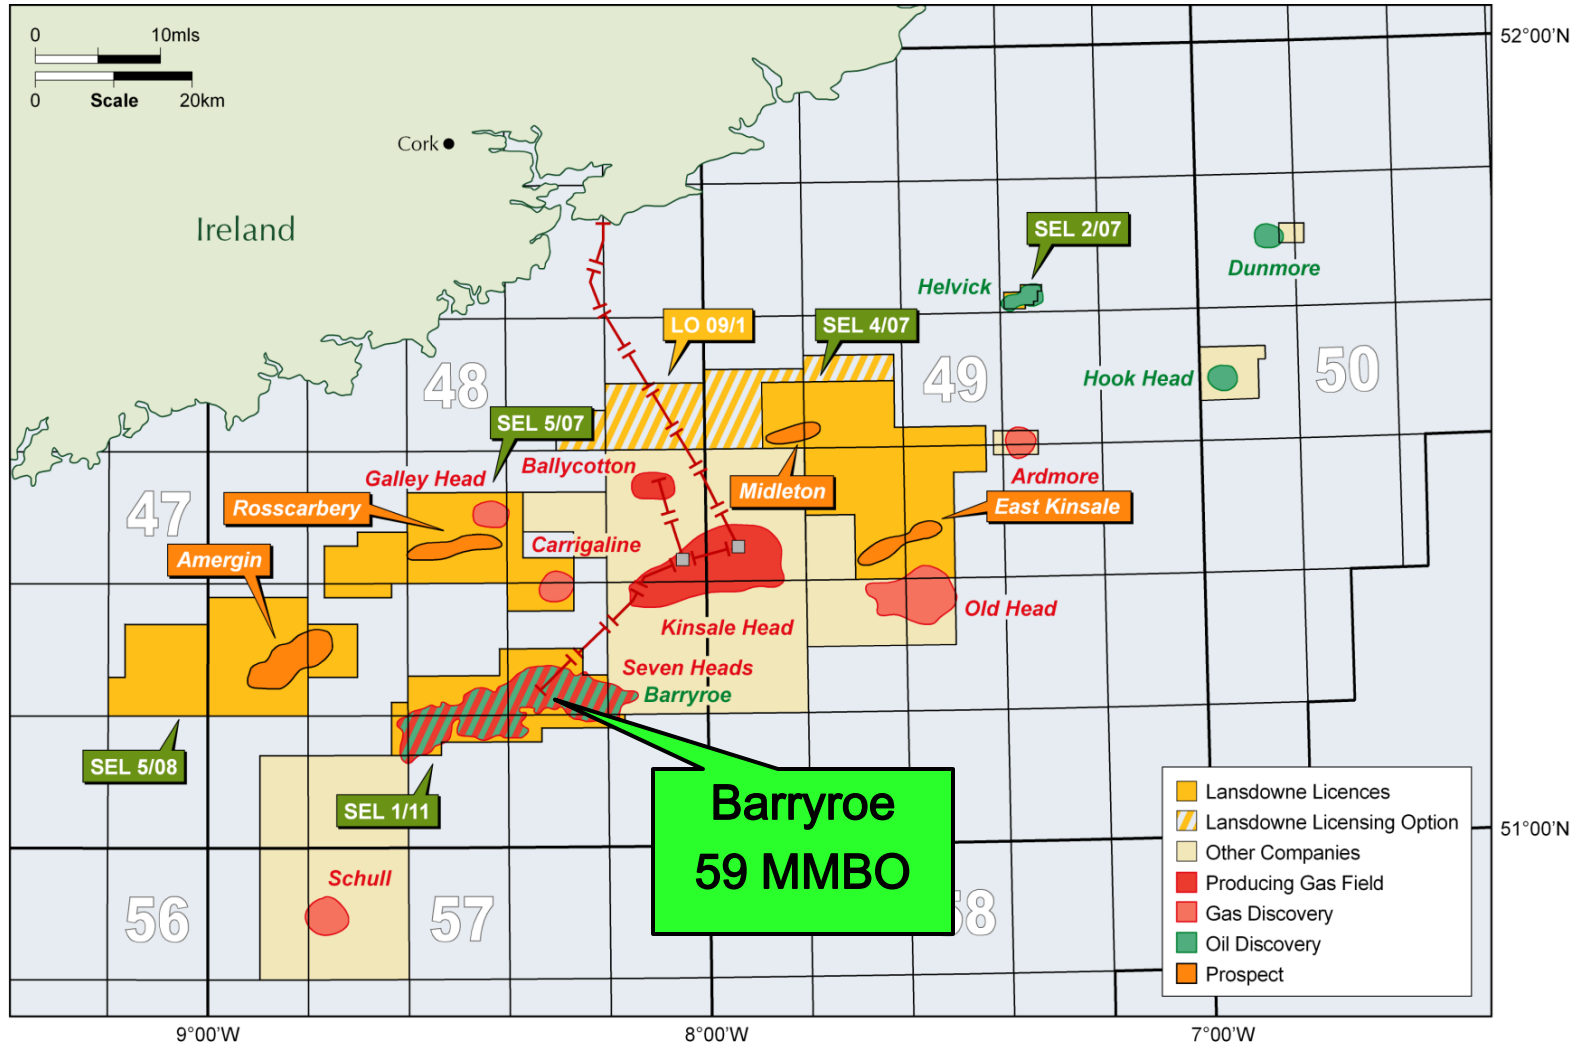 0 10mls
0 Scale 20km
52°00'N
Cork
Ireland
SEL 2/07
Dunmore
Helvick
LO 09/1
SEL 4/07
48
49
Hook Head
50
SEL 5/07
Ballycotton
Galley Head
Midleton
Ardmore
47
Rosscarbery
East Kinsale
Carrigaline
Amergin
Old Head
Kinsale Head
Seven Heads
Barryroe
SEL 5/08
SEL 1/11
Barryroe
59 MMBO
Lansdowne Licences
Lansdowne Licensing Option
Other Companies
Producing Gas Field
Gas Discovery
Oil Discovery
Prospect
51°00'N
Schull
56
57
58
9°00'W
8°00'W
7°00'W